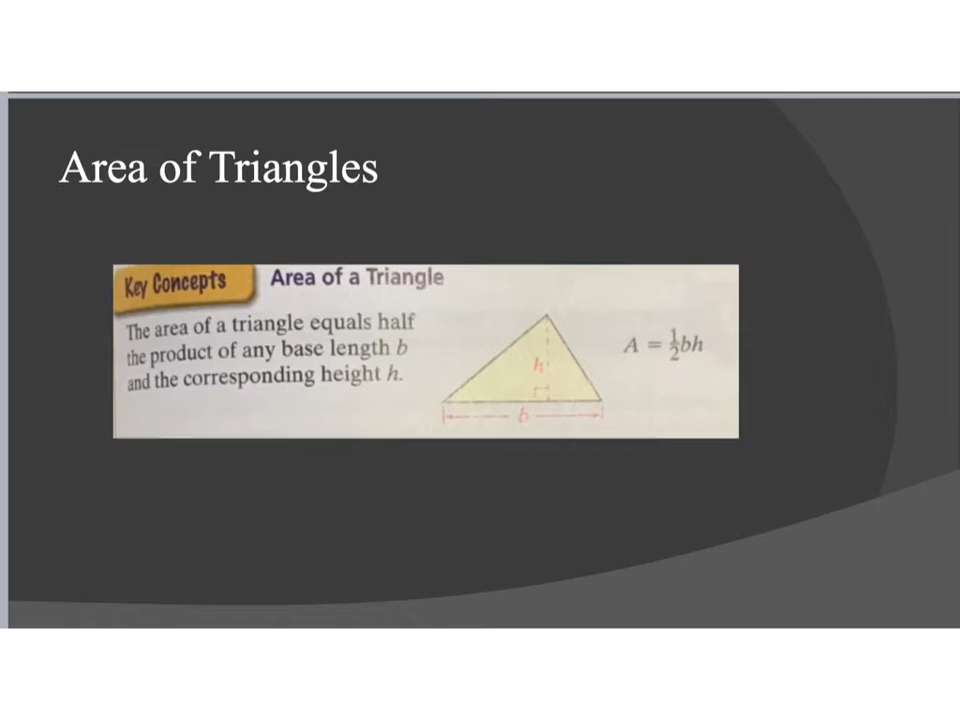 Area of Triangles
Key Concepts
Area of a Triangle
The area of a triangle equals half
the product of any base length b
and the corresponding height h.
h
b
A = ½bh